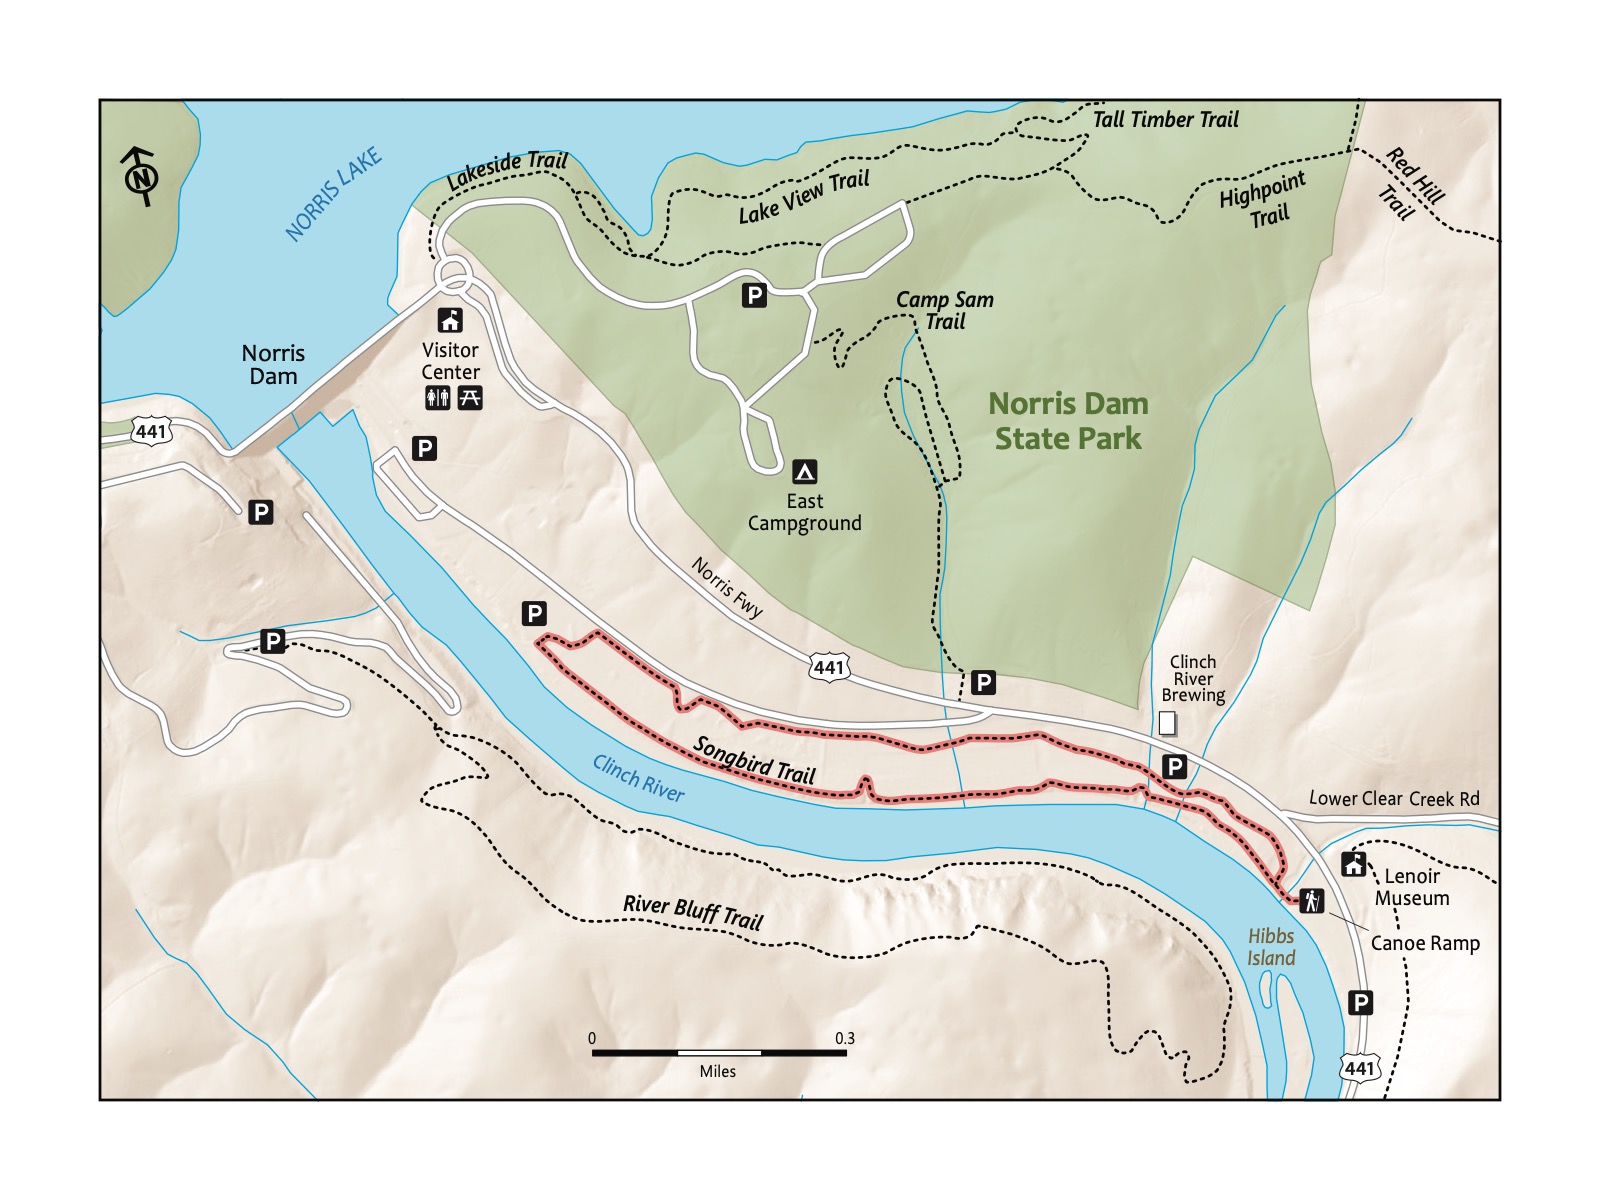 Tall Timber Trail
Lakeside Trail
NORRIS LAKE
N
Lake View Trail
Highpoint
Trail
Red Hill
Trail
P
Camp Sam
Trail
Visitor
Center
Norris
Dam
441
P
P
Norris Dam
State Park
East
Campground
Norris Fwy
P
P
441
P
Clinch
River
Brewing
P
Songbird Trail
Clinch River
Lower Clear Creek Rd
Lenoir
Museum
River Bluff Trail
Canoe Ramp
Hibbs
Island
P
0
0.3
Miles
441